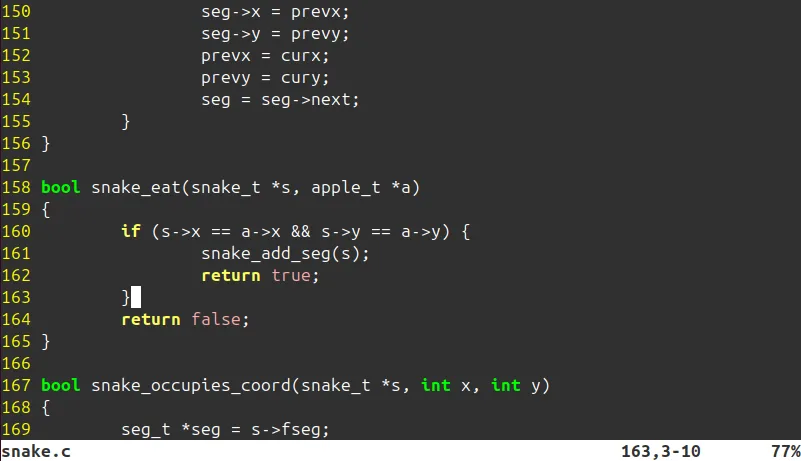 150                 seg->x = prevx;
151                 seg->y = prevy;
152                 prevx = curx;
153                 prevy = cury;
154                 seg = seg->next;
155         }
156 }
157
158 bool snake_eat(snake_t *s, apple_t *a)
159 {
160         if (s->x == a->x && s->y == a->y) {
161                 snake_add_seg(s);
162                 return true;
163         }
164         return false;
165 }
166
167 bool snake_occupies_coord(snake_t *s, int x, int y)
168 {
169         seg_t *seg = s->fseg;
snake.c                                                       163,3-10       77%